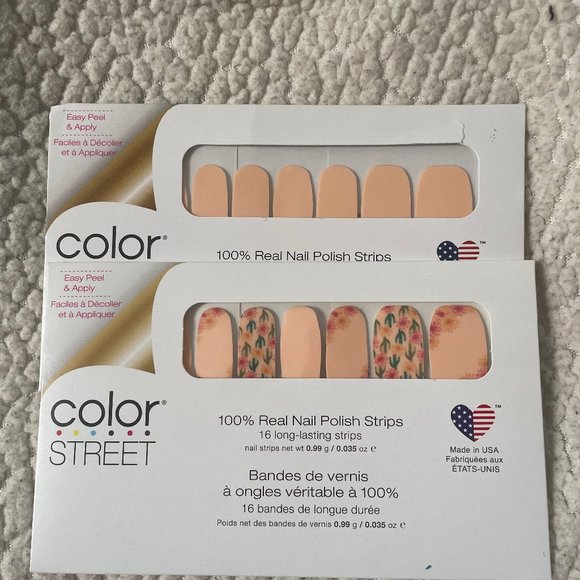 Easy Peel
& Apply
Faciles à Décoller
et à Appliquer
color®
100% Real Nail Polish Strips
™
Easy Peel
& Apply
Faciles à Décoller
et à Appliquer
color®
STREET
100% Real Nail Polish Strips
16 long-lasting strips
nail strips net wt 0.99 g / 0.035 oz ℮
Bandes de vernis
à ongles véritable à 100%
16 bandes de longue durée
Poids net des bandes de vernis 0.99 g / 0.035 oz ℮
™
Made in USA
Fabriquées aux
ÉTATS-UNIS